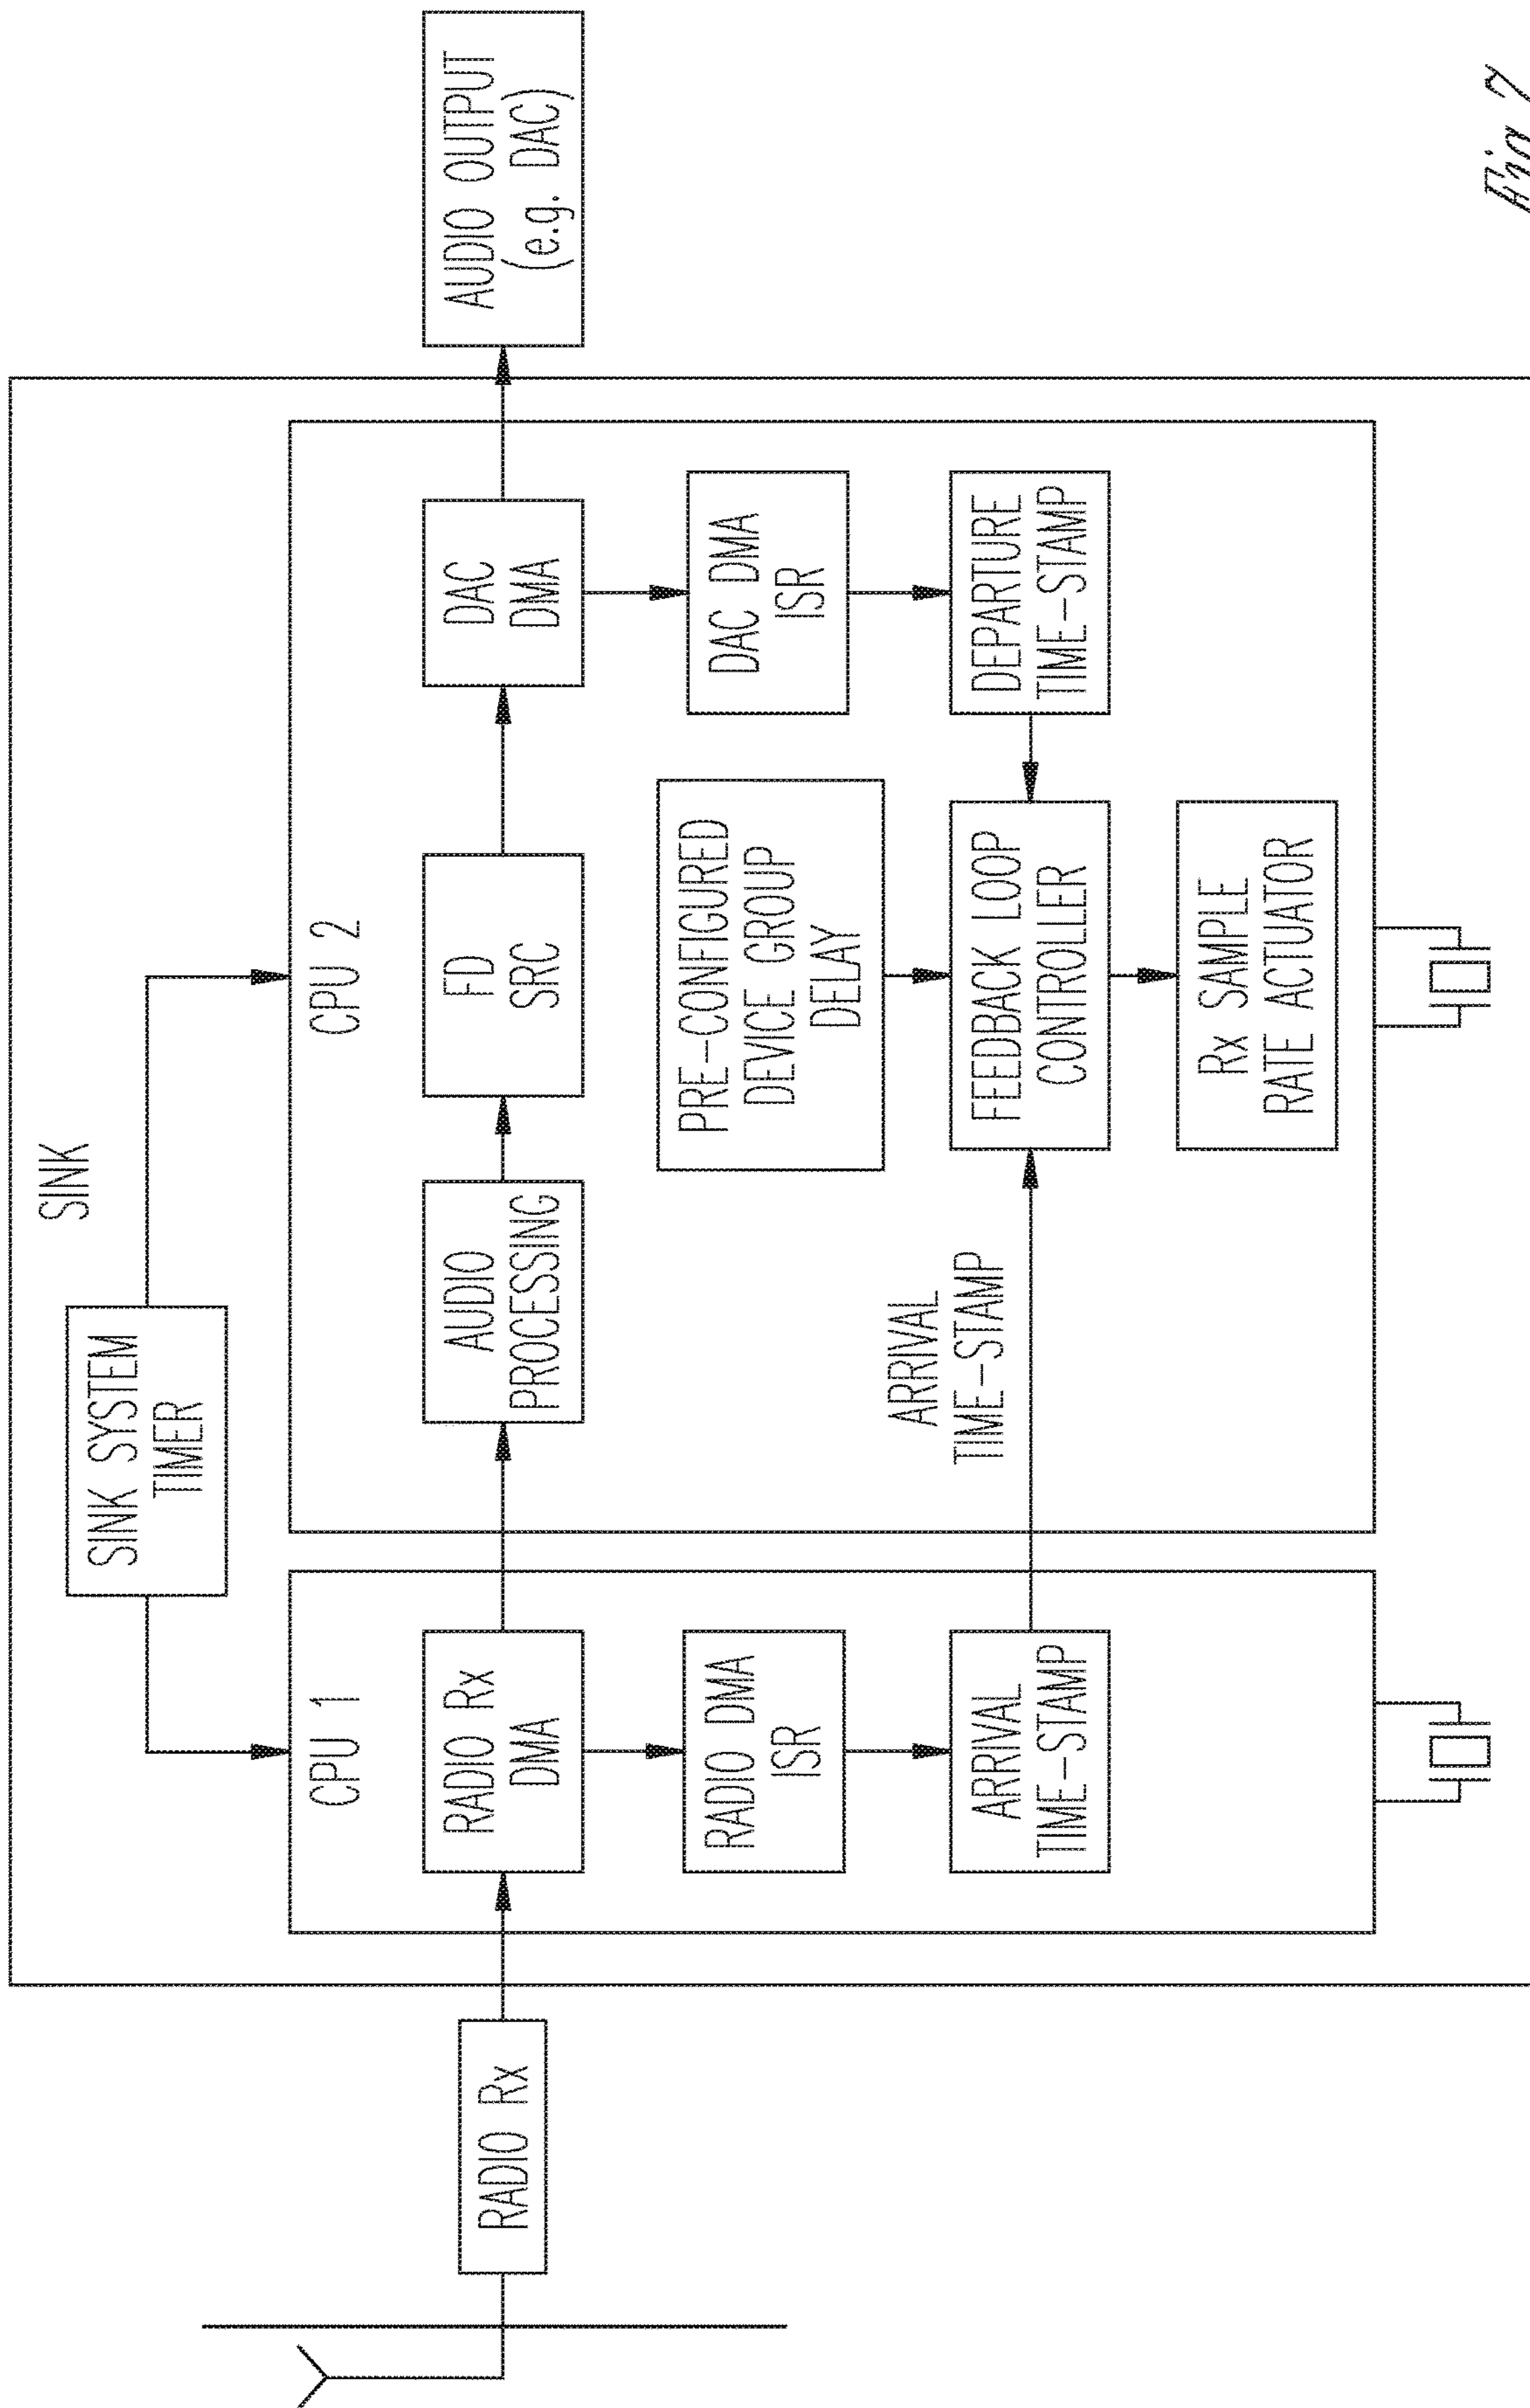 SINK
SINK SYSTEM
TIMER
CPU 1
CPU 2
RADIO Rx
RADIO Rx
DMA
AUDIO
PROCESSING
FD
SRC
DAC
DMA
AUDIO OUTPUT
(e.g. DAC)
RADIO DMA
ISR
PRE-CONFIGURED
DEVICE GROUP
DELAY
DAC DMA
ISR
ARRIVAL
TIME-STAMP
ARRIVAL
TIME-STAMP
FEEDBACK LOOP
CONTROLLER
DEPARTURE
TIME-STAMP
Rx SAMPLE
RATE ACTUATOR
Fig.7